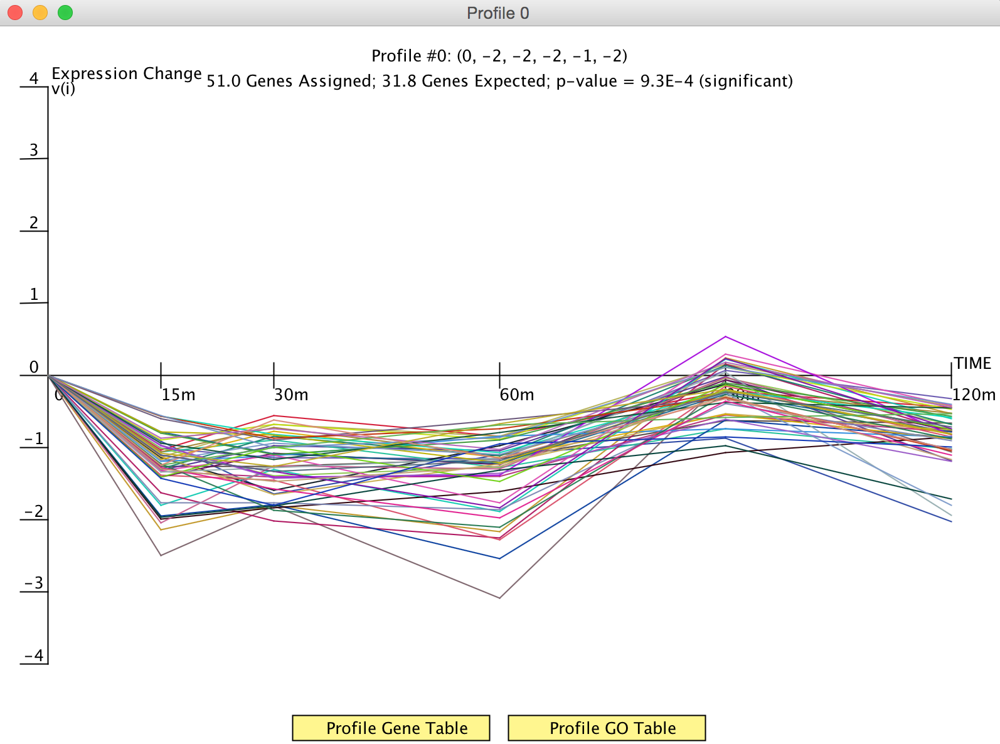 Profile 0
Profile #0: (0, -2, -2, -2, -1, -2)
Expression Change
v(i)
51.0 Genes Assigned; 31.8 Genes Expected; p-value = 9.3E-4 (significant)
4
3
2
1
0
-1
-2
-3
-4
TIME
0
15m
30m
60m
120m
Profile Gene Table
Profile GO Table